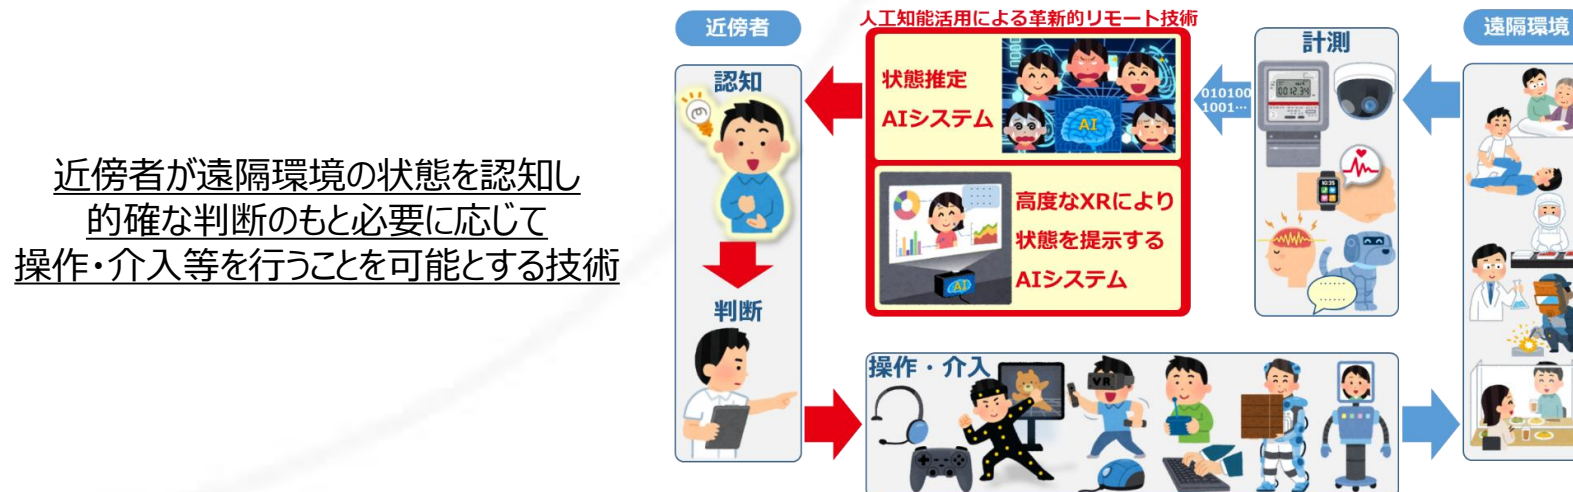 近傍者が遠隔環境の状態を認知し
的確な判断のもと必要に応じて
操作・介入等を行うことを可能とする技術
近傍者
認知
判断
人工知能活用による革新的リモート技術
状態推定
AIシステム
AI
高度なXRにより
状態を提示する
AIシステム
AI
010100
1001…
計測
0012.34
10:35
遠隔環境
操作・介入
VR